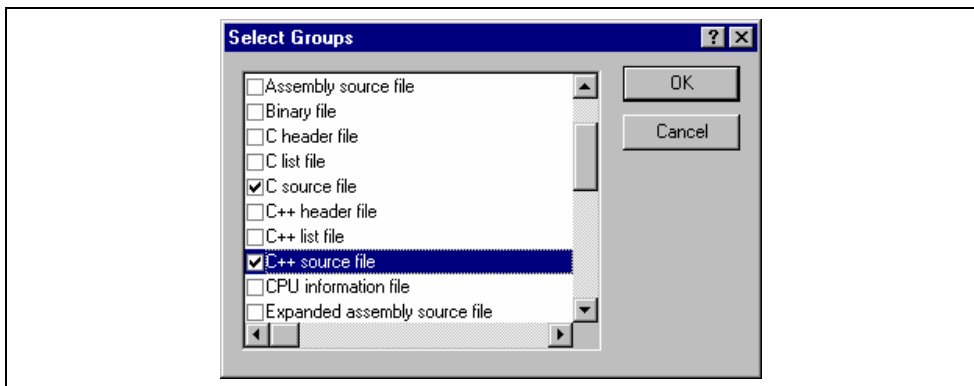 Select Groups
Assembly source file
Binary file
C header file
C list file
C source file
C++ header file
C++ list file
C++ source file
CPU information file
Expanded assembly source file
OK
Cancel